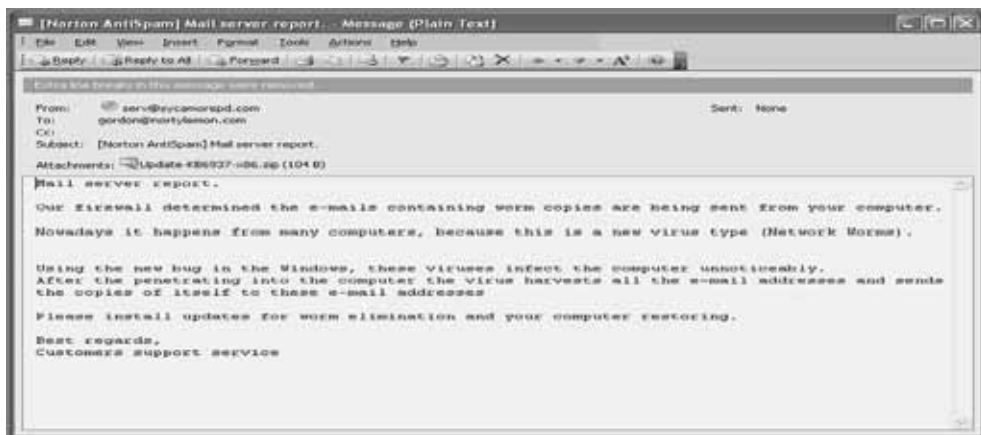 [Norton AntiSpam] Mail server report. - Message (Plain Text)
File Edit View Insert Format Tools Actions Help
Reply Reply to All Forward
Extra line breaks in this message were removed.
From: serv@sycamorepd.com Sent: None
To: gordon@nortylemon.com
Cc:
Subject: [Norton AntiSpam] Mail server report.
Attachments: Update-KB6937-x86.zip (104 B)
Mail server report.
Our firewall determined the e-mails containing worm copies are being sent from your computer.
Nowadays it happens from many computers, because this is a new virus type (Network Worms).
Using the new bug in the Windows, these viruses infect the computer unnoticeably.
After the penetrating into the computer the virus harvests all the e-mail addresses and sends
the copies of itself to these e-mail addresses
Please install updates for worm elimination and your computer restoring.
Best regards,
Customers support service